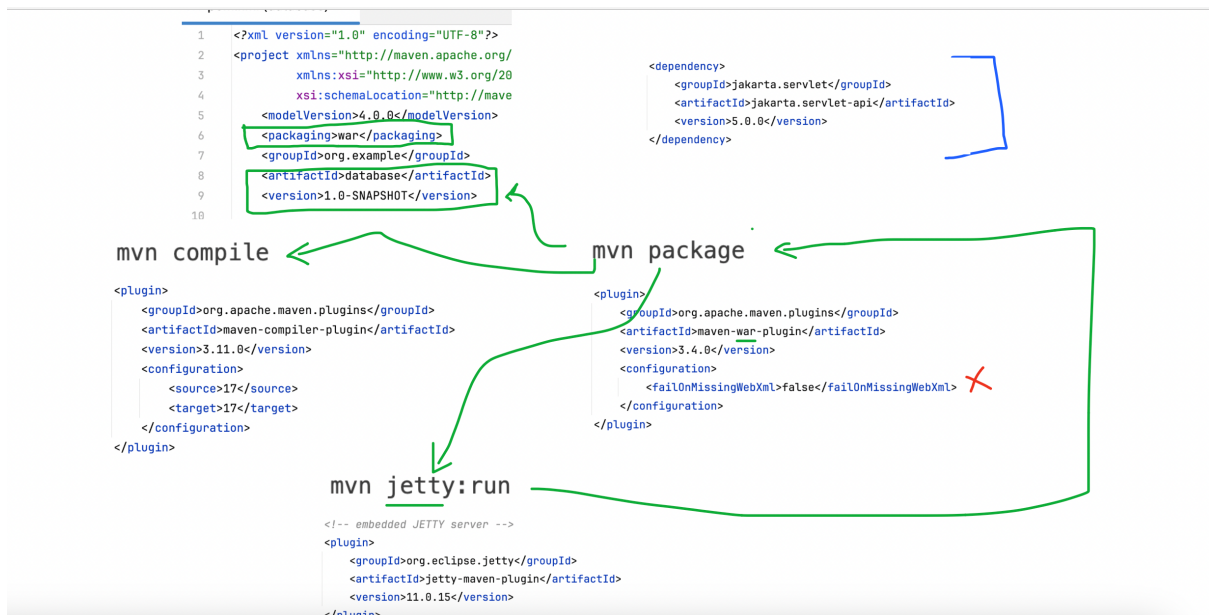 1 <?xml version="1.0" encoding="UTF-8"?>
2 <project xmlns="http://maven.apache.org/
3 xmlns:xsi="http://www.w3.org/20
4 xsi:schemaLocation="http://mave
5 <modelVersion>4.0.0</modelVersion>
6 <packaging>war</packaging>
7 <groupId>org.example</groupId>
8 <artifactId>database</artifactId>
9 <version>1.0-SNAPSHOT</version>
10
<dependency>
<groupId>jakarta.servlet</groupId>
<artifactId>jakarta.servlet-api</artifactId>
<version>5.0.0</version>
</dependency>
mvn compile
<plugin>
<groupId>org.apache.maven.plugins</groupId>
<artifactId>maven-compiler-plugin</artifactId>
<version>3.11.0</version>
<configuration>
<source>17</source>
<target>17</target>
</configuration>
</plugin>
mvn package
<plugin>
<groupId>org.apache.maven.plugins</groupId>
<artifactId>maven-war-plugin</artifactId>
<version>3.4.0</version>
<configuration>
<failOnMissingWebXml>false</failOnMissingWebXml>
</configuration>
</plugin>
mvn jetty:run
<!-- embedded JETTY server -->
<plugin>
<groupId>org.eclipse.jetty</groupId>
<artifactId>jetty-maven-plugin</artifactId>
<version>11.0.15</version>
</plugin>